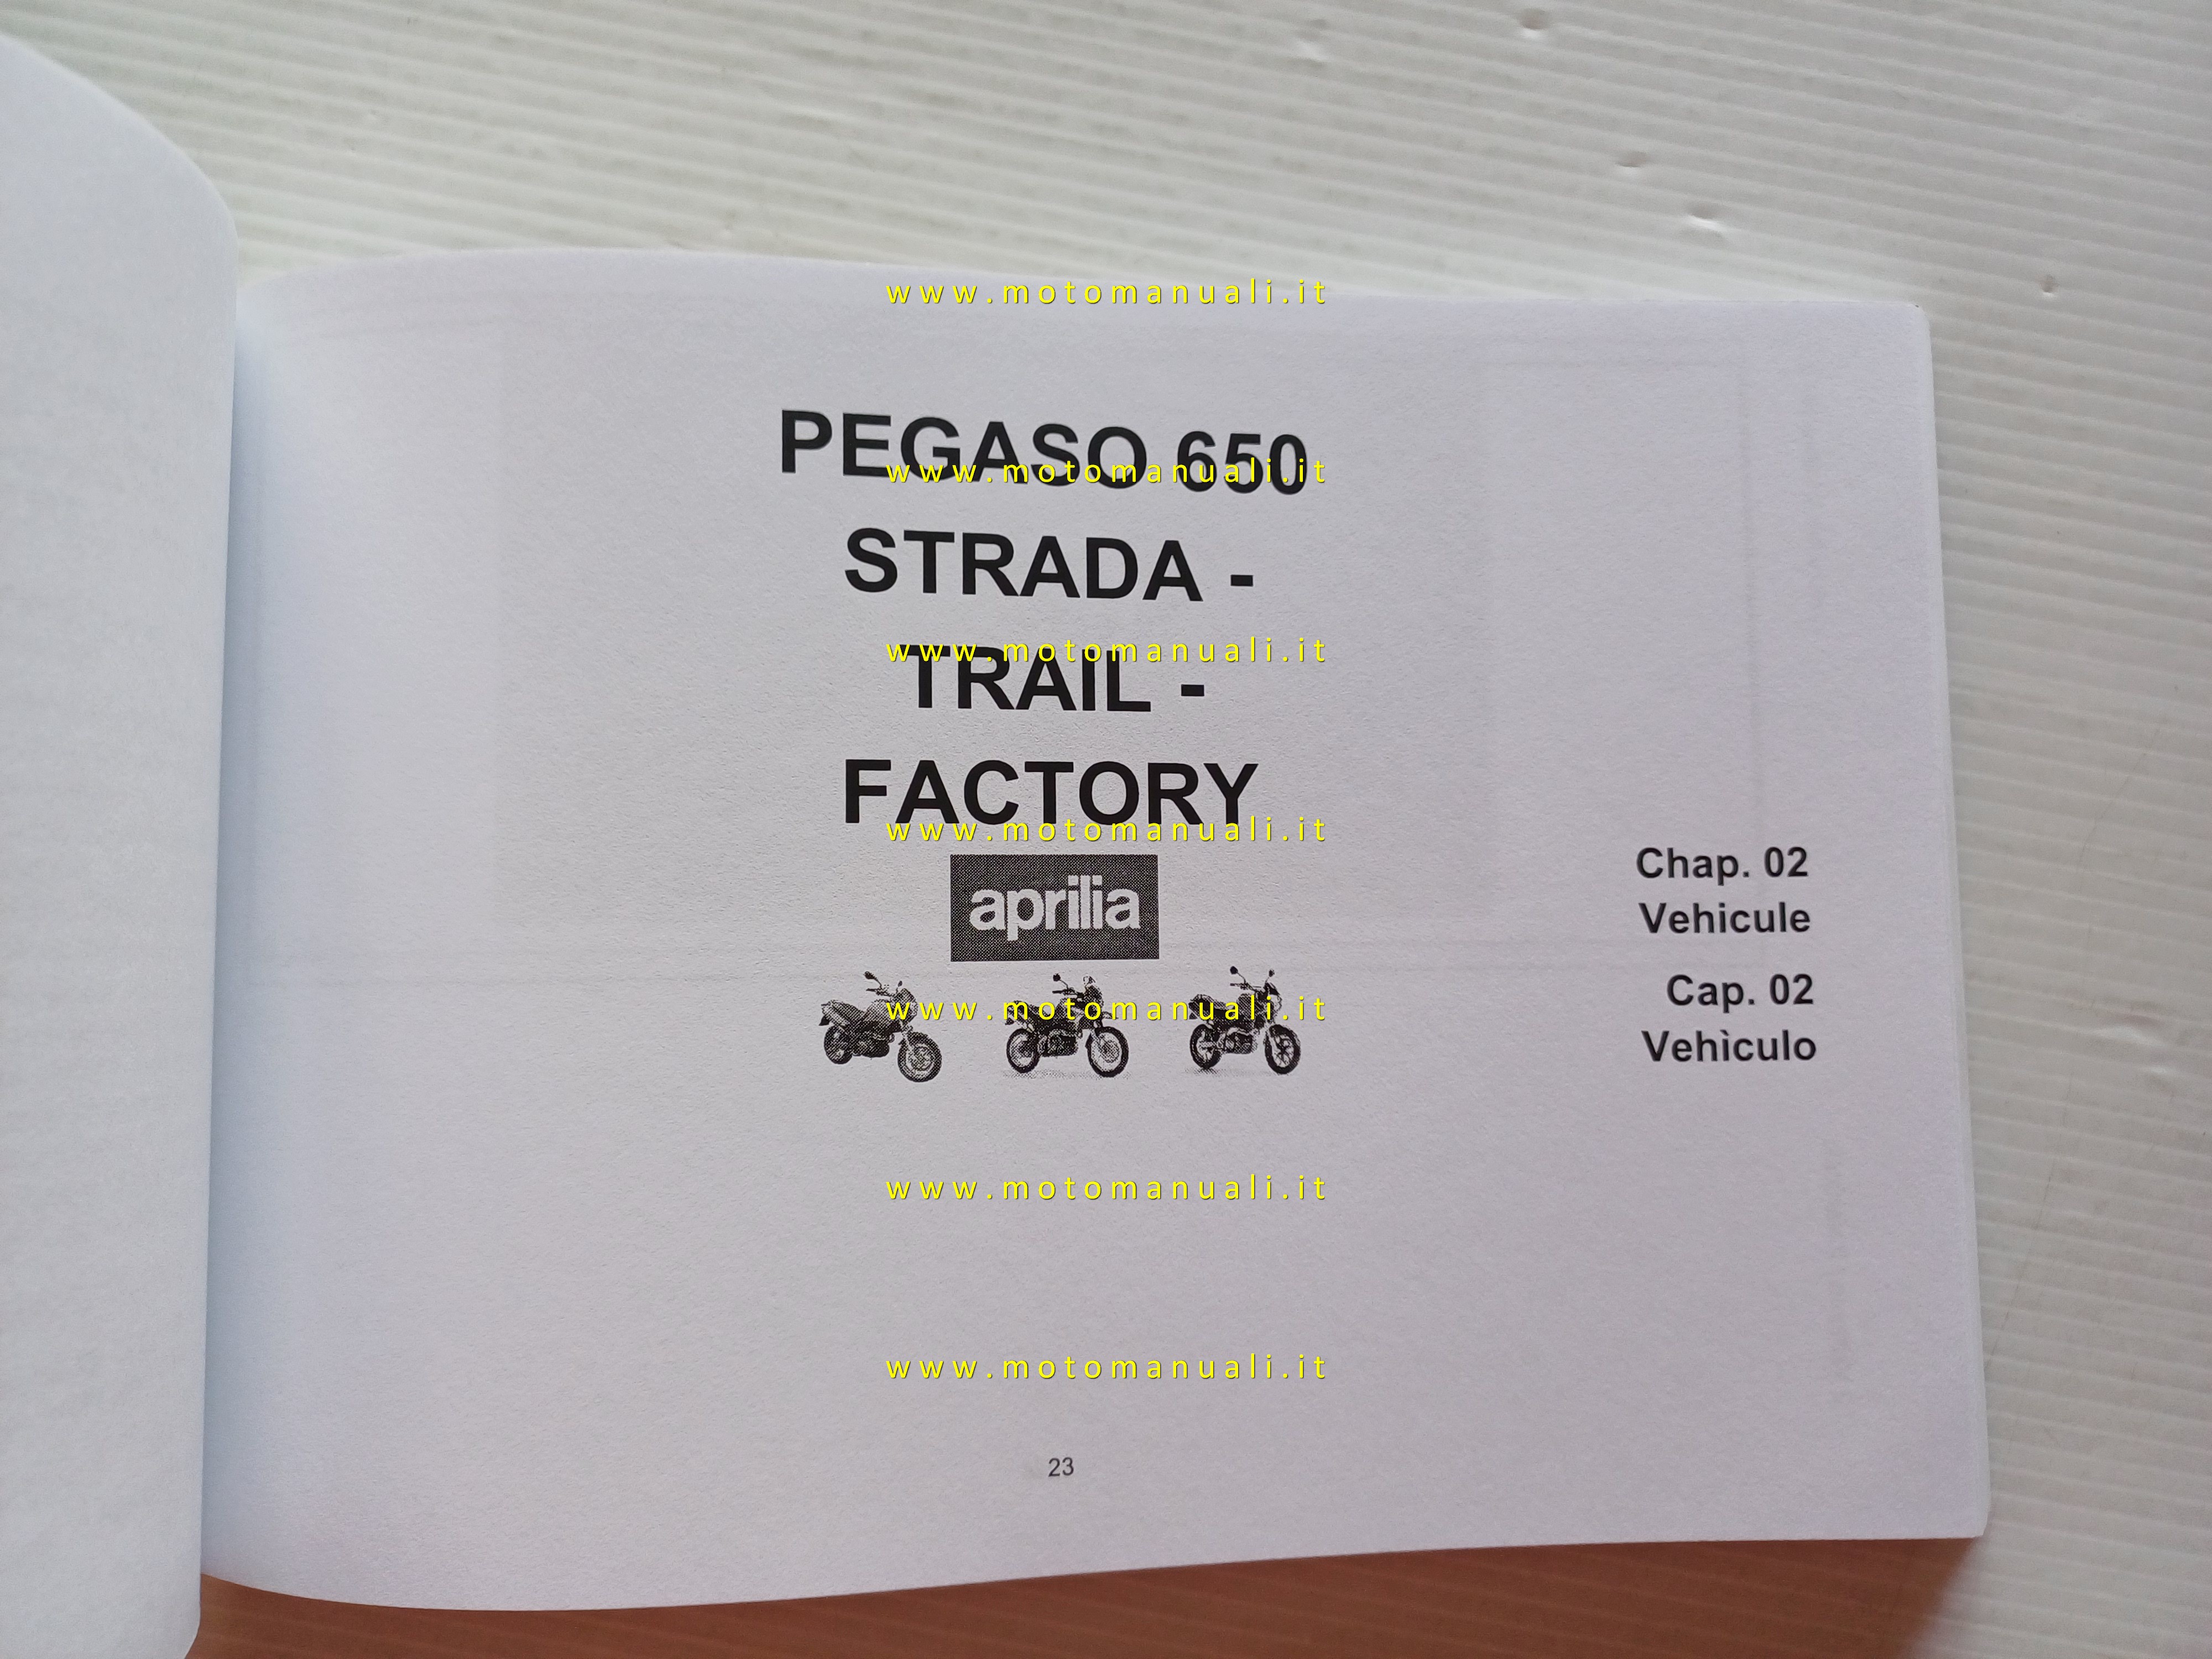 www.motomanuali.it
PEGASO 650
www.motomanuali.it
STRADA -
www.motomanuali.it
TRAIL -
FACTORY
www.motomanuali.it
aprilia
Chap. 02
Vehicule
Cap. 02
Vehìculo
www.motomanuali.it
www.motomanuali.it
www.motomanuali.it
23